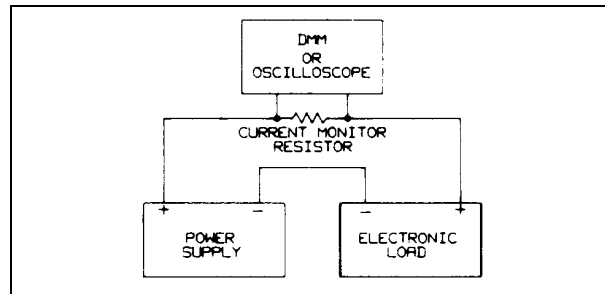 DMM
OR
OSCILLOSCOPE
CURRENT MONITOR
RESISTOR
+ − − +
POWER
SUPPLY
ELECTRONIC
LOAD